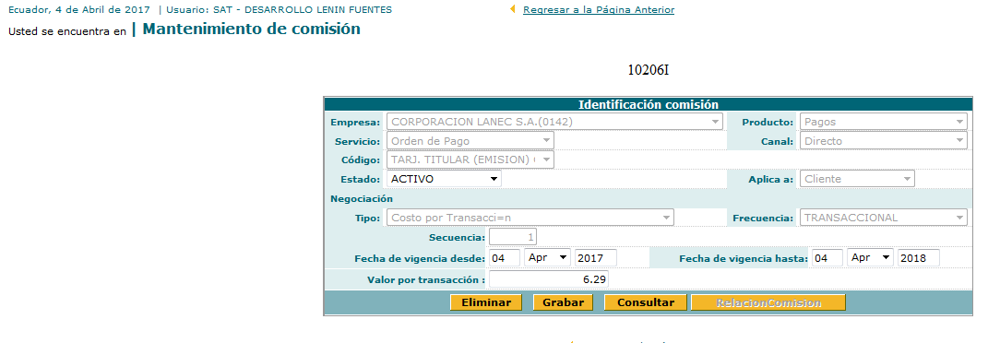 Ecuador, 4 de Abril de 2017 | Usuario: SAT - DESARROLLO LENIN FUENTES Regresar a la Página Anterior
Usted se encuentra en | Mantenimiento de comisión
10206I
Identificación comisión
Empresa: CORPORACION LANEC S.A.(0142) Producto: Pagos
Servicio: Orden de Pago Canal: Directo
Código: TARJ. TITULAR (EMISION) (
Estado: ACTIVO Aplica a: Cliente
Negociación
Tipo: Costo por Transacci=n Frecuencia: TRANSACCIONAL
Secuencia: 1
Fecha de vigencia desde: 04 Apr 2017 Fecha de vigencia hasta: 04 Apr 2018
Valor por transacción : 6.29
Eliminar Grabar Consultar RelacionComision